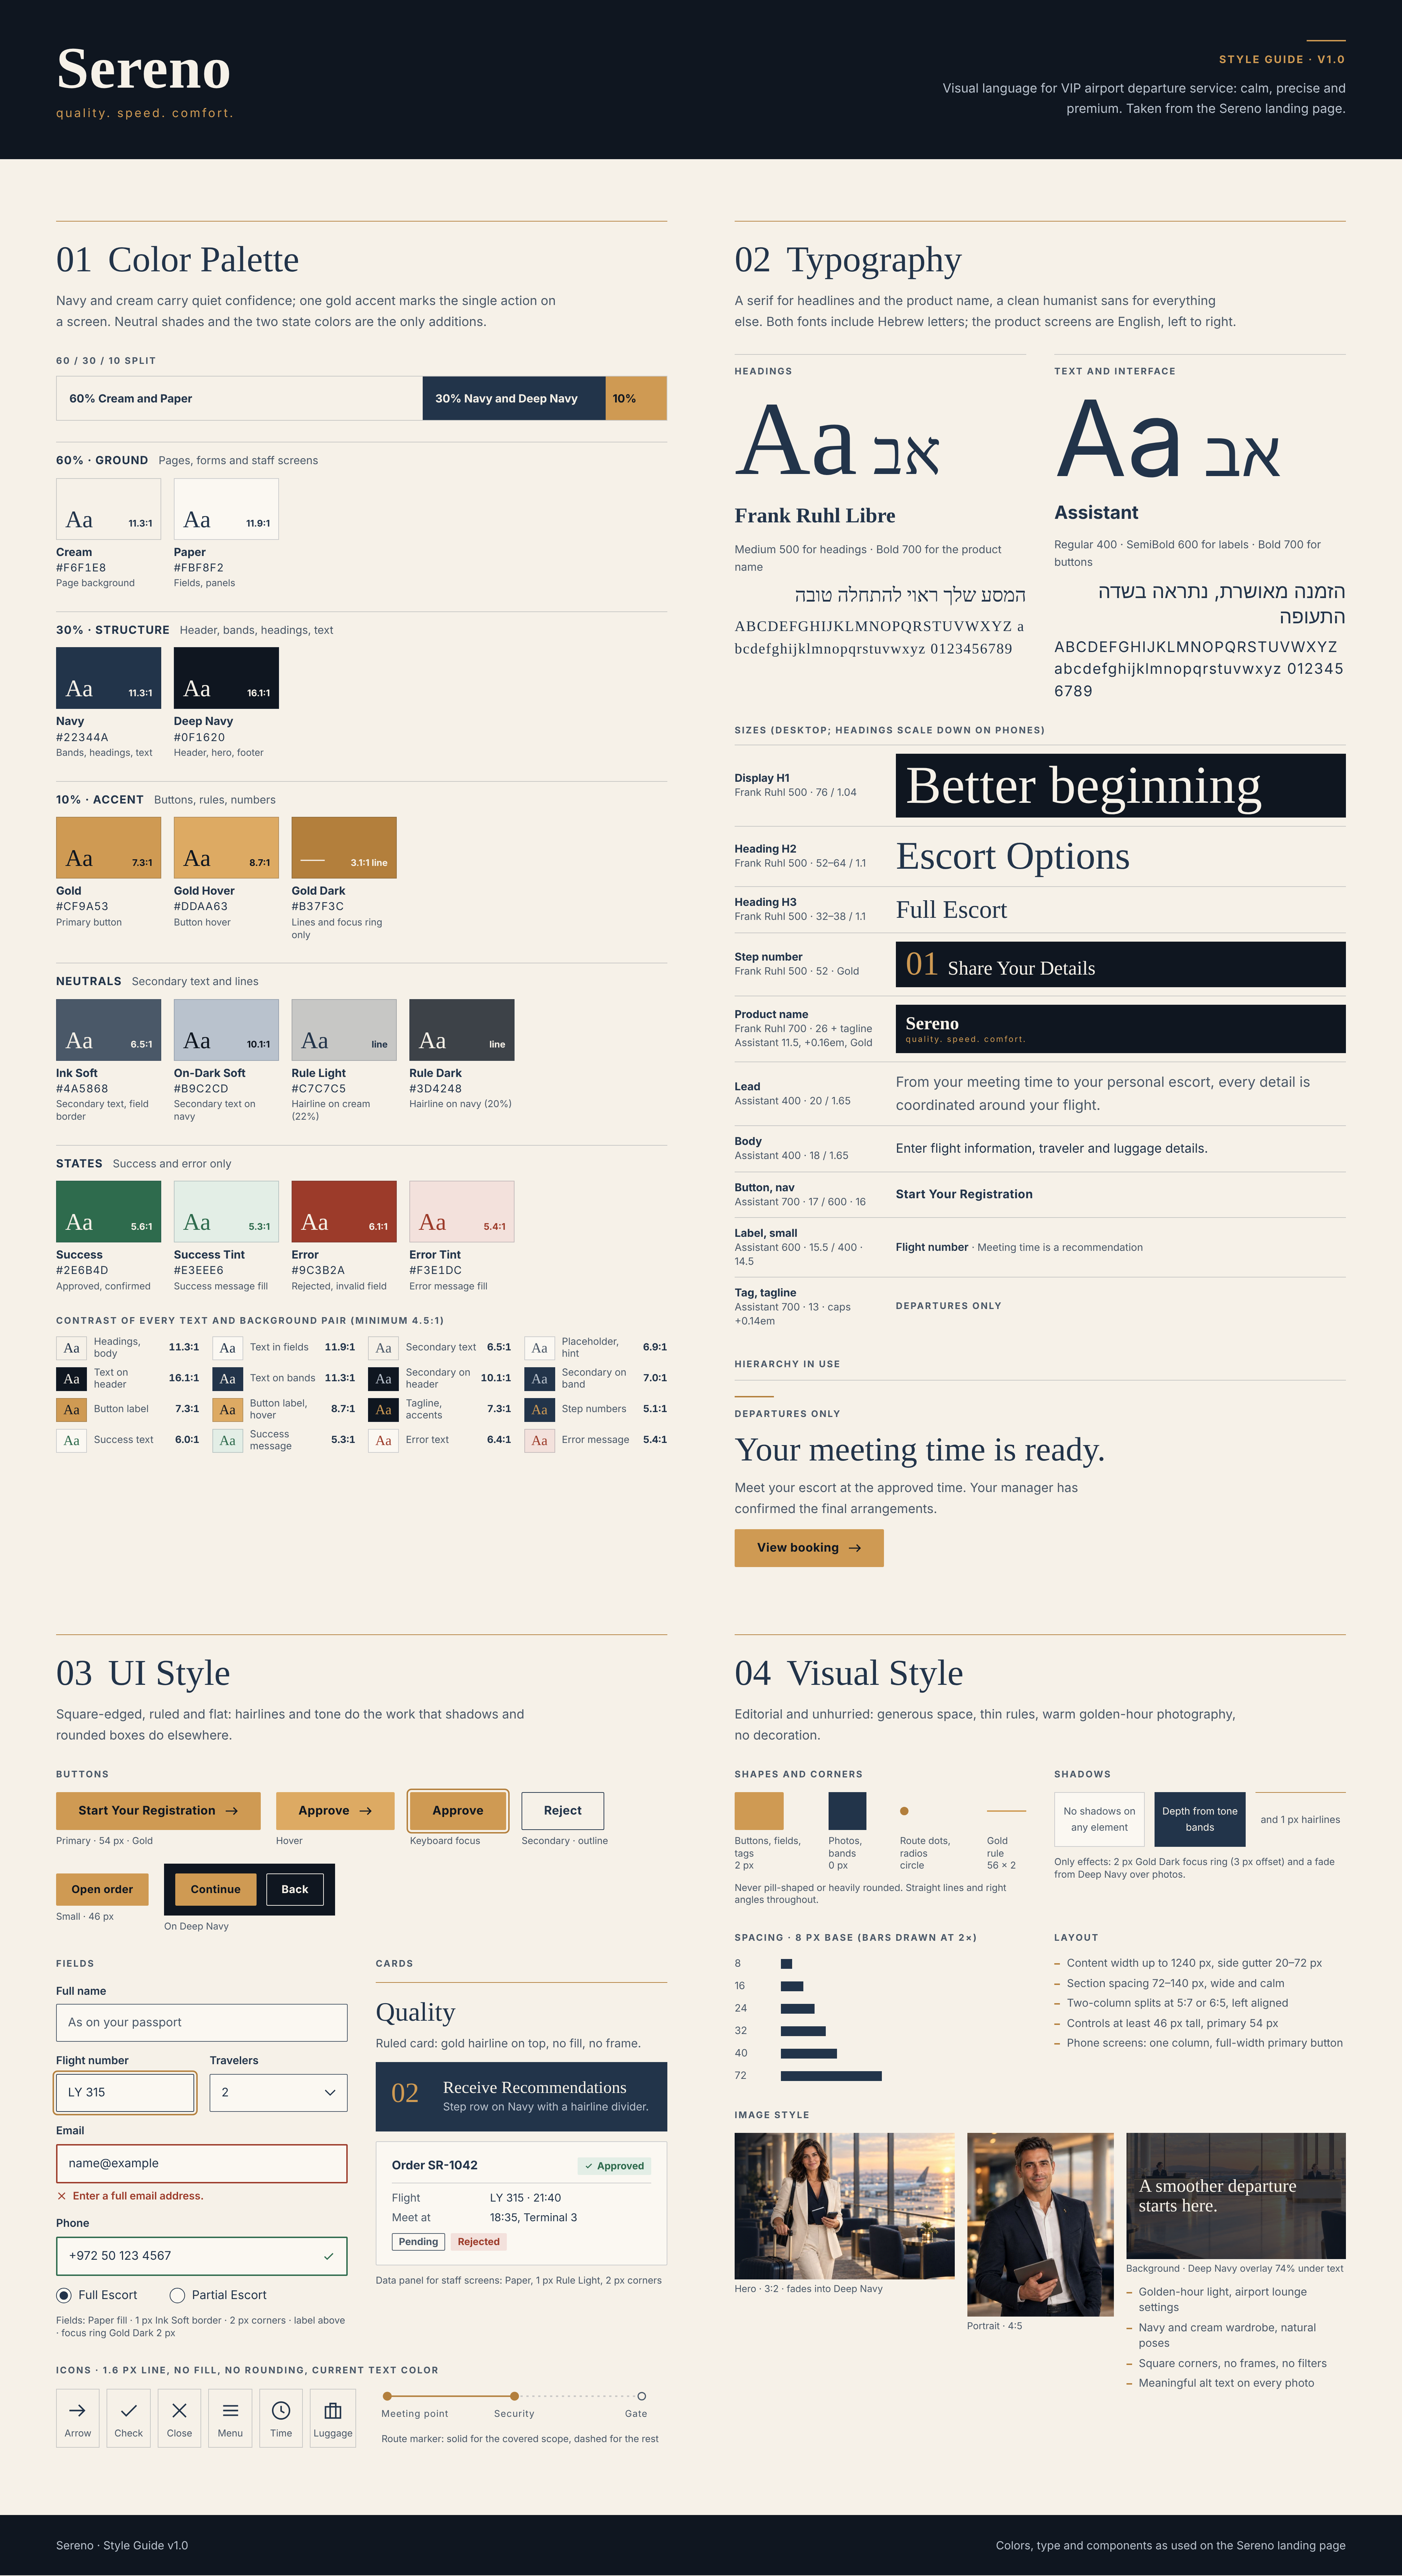 Sereno
quality. speed. comfort.
STYLE GUIDE · V1.0
Visual language for VIP airport departure service: calm, precise and
premium. Taken from the Sereno landing page.
01 Color Palette
Navy and cream carry quiet confidence; one gold accent marks the single action on
a screen. Neutral shades and the two state colors are the only additions.
60 / 30 / 10 SPLIT
60% Cream and Paper
30% Navy and Deep Navy
10%
60% · GROUND Pages, forms and staff screens
Aa 11.3:1
Aa 11.9:1
Cream
#F6F1E8
Page background
Paper
#FBF8F2
Fields, panels
30% · STRUCTURE Header, bands, headings, text
Aa 11.3:1
Aa 16.1:1
Navy
#22344A
Bands, headings, text
Deep Navy
#0F1620
Header, hero, footer
10% · ACCENT Buttons, rules, numbers
Aa 7.3:1
Aa 8.7:1
3.1:1 line
Gold
#CF9A53
Primary button
Gold Hover
#DDAA63
Button hover
Gold Dark
#B37F3C
Lines and focus ring
only
NEUTRALS Secondary text and lines
Aa 6.5:1
Aa 10.1:1
Aa line
Aa line
Ink Soft
#4A5868
Secondary text, field
border
On-Dark Soft
#B9C2CD
Secondary text on
navy
Rule Light
#C7C7C5
Hairline on cream
(22%)
Rule Dark
#3D4248
Hairline on navy (20%)
STATES Success and error only
Aa 5.6:1
Aa 5.3:1
Aa 6.1:1
Aa 5.4:1
Success
#2E6B4D
Approved, confirmed
Success Tint
#E3EEE6
Success message fill
Error
#9C3B2A
Rejected, invalid field
Error Tint
#F3E1DC
Error message fill
CONTRAST OF EVERY TEXT AND BACKGROUND PAIR (MINIMUM 4.5:1)
Aa Headings,
body 11.3:1
Aa Text in fields 11.9:1
Aa Secondary text 6.5:1
Aa Placeholder,
hint 6.9:1
Aa Text on
header 16.1:1
Aa Text on bands 11.3:1
Aa Secondary on
header 10.1:1
Aa Secondary on
band 7.0:1
Aa Button label 7.3:1
Aa Button label,
hover 8.7:1
Aa Tagline,
accents 7.3:1
Aa Step numbers 5.1:1
Aa Success text 6.0:1
Aa Success
message 5.3:1
Aa Error text 6.4:1
Aa Error message 5.4:1
02 Typography
A serif for headlines and the product name, a clean humanist sans for everything
else. Both fonts include Hebrew letters; the product screens are English, left to right.
HEADINGS
Aa אב
Frank Ruhl Libre
Medium 500 for headings · Bold 700 for the product
name
המסע שלך ראוי להתחלה טובה
ABCDEFGHIJKLMNOPQRSTUVWXYZ a
bcdefghijklmnopqrstuvwxyz 0123456789
TEXT AND INTERFACE
Aa אב
Assistant
Regular 400 · SemiBold 600 for labels · Bold 700 for
buttons
הזמנה מאושרת, נתראה בשדה
התעופה
ABCDEFGHIJKLMNOPQRSTUVWXYZ
abcdefghijklmnopqrstuvwxyz 012345
6789
SIZES (DESKTOP; HEADINGS SCALE DOWN ON PHONES)
Display H1
Frank Ruhl 500 · 76 / 1.04
Better beginning
Heading H2
Frank Ruhl 500 · 52–64 / 1.1
Escort Options
Heading H3
Frank Ruhl 500 · 32–38 / 1.1
Full Escort
Step number
Frank Ruhl 500 · 52 · Gold
01 Share Your Details
Product name
Frank Ruhl 700 · 26 + tagline
Assistant 11.5, +0.16em, Gold
Sereno
quality. speed. comfort.
Lead
Assistant 400 · 20 / 1.65
From your meeting time to your personal escort, every detail is
coordinated around your flight.
Body
Assistant 400 · 18 / 1.65
Enter flight information, traveler and luggage details.
Button, nav
Assistant 700 · 17 / 600 · 16
Start Your Registration
Label, small
Assistant 600 · 15.5 / 400 ·
14.5
Flight number · Meeting time is a recommendation
Tag, tagline
Assistant 700 · 13 · caps
+0.14em
DEPARTURES ONLY
HIERARCHY IN USE
DEPARTURES ONLY
Your meeting time is ready.
Meet your escort at the approved time. Your manager has
confirmed the final arrangements.
View booking →
03 UI Style
Square-edged, ruled and flat: hairlines and tone do the work that shadows and
rounded boxes do elsewhere.
BUTTONS
Start Your Registration →
Approve →
Approve
Reject
Primary · 54 px · Gold
Hover
Keyboard focus
Secondary · outline
Open order
Continue
Back
Small · 46 px
On Deep Navy
FIELDS
Full name
As on your passport
Flight number
LY 315
Travelers
2
Email
name@example
Enter a full email address.
Phone
+972 50 123 4567
Full Escort
Partial Escort
Fields: Paper fill · 1 px Ink Soft border · 2 px corners · label above
· focus ring Gold Dark 2 px
CARDS
Quality
Ruled card: gold hairline on top, no fill, no frame.
02 Receive Recommendations
Step row on Navy with a hairline divider.
Order SR-1042
✓ Approved
Flight LY 315 · 21:40
Meet at 18:35, Terminal 3
Pending
Rejected
Data panel for staff screens: Paper, 1 px Rule Light, 2 px corners
ICONS · 1.6 PX LINE, NO FILL, NO ROUNDING, CURRENT TEXT COLOR
Arrow
Check
Close
Menu
Time
Luggage
Meeting point
Security
Gate
Route marker: solid for the covered scope, dashed for the rest
04 Visual Style
Editorial and unhurried: generous space, thin rules, warm golden-hour photography,
no decoration.
SHAPES AND CORNERS
Buttons, fields,
tags
2 px
Photos,
bands
0 px
Route dots,
radios
circle
Gold
rule
56 × 2
Never pill-shaped or heavily rounded. Straight lines and right
angles throughout.
SHADOWS
No shadows on
any element
Depth from tone
bands
and 1 px hairlines
Only effects: 2 px Gold Dark focus ring (3 px offset) and a fade
from Deep Navy over photos.
SPACING · 8 PX BASE (BARS DRAWN AT 2×)
8
16
24
32
40
72
LAYOUT
– Content width up to 1240 px, side gutter 20–72 px
– Section spacing 72–140 px, wide and calm
– Two-column splits at 5:7 or 6:5, left aligned
– Controls at least 46 px tall, primary 54 px
– Phone screens: one column, full-width primary button
IMAGE STYLE
Hero · 3:2 · fades into Deep Navy
Portrait · 4:5
A smoother departure
starts here.
Background · Deep Navy overlay 74% under text
– Golden-hour light, airport lounge
settings
– Navy and cream wardrobe, natural
poses
– Square corners, no frames, no filters
– Meaningful alt text on every photo
Sereno · Style Guide v1.0
Colors, type and components as used on the Sereno landing page